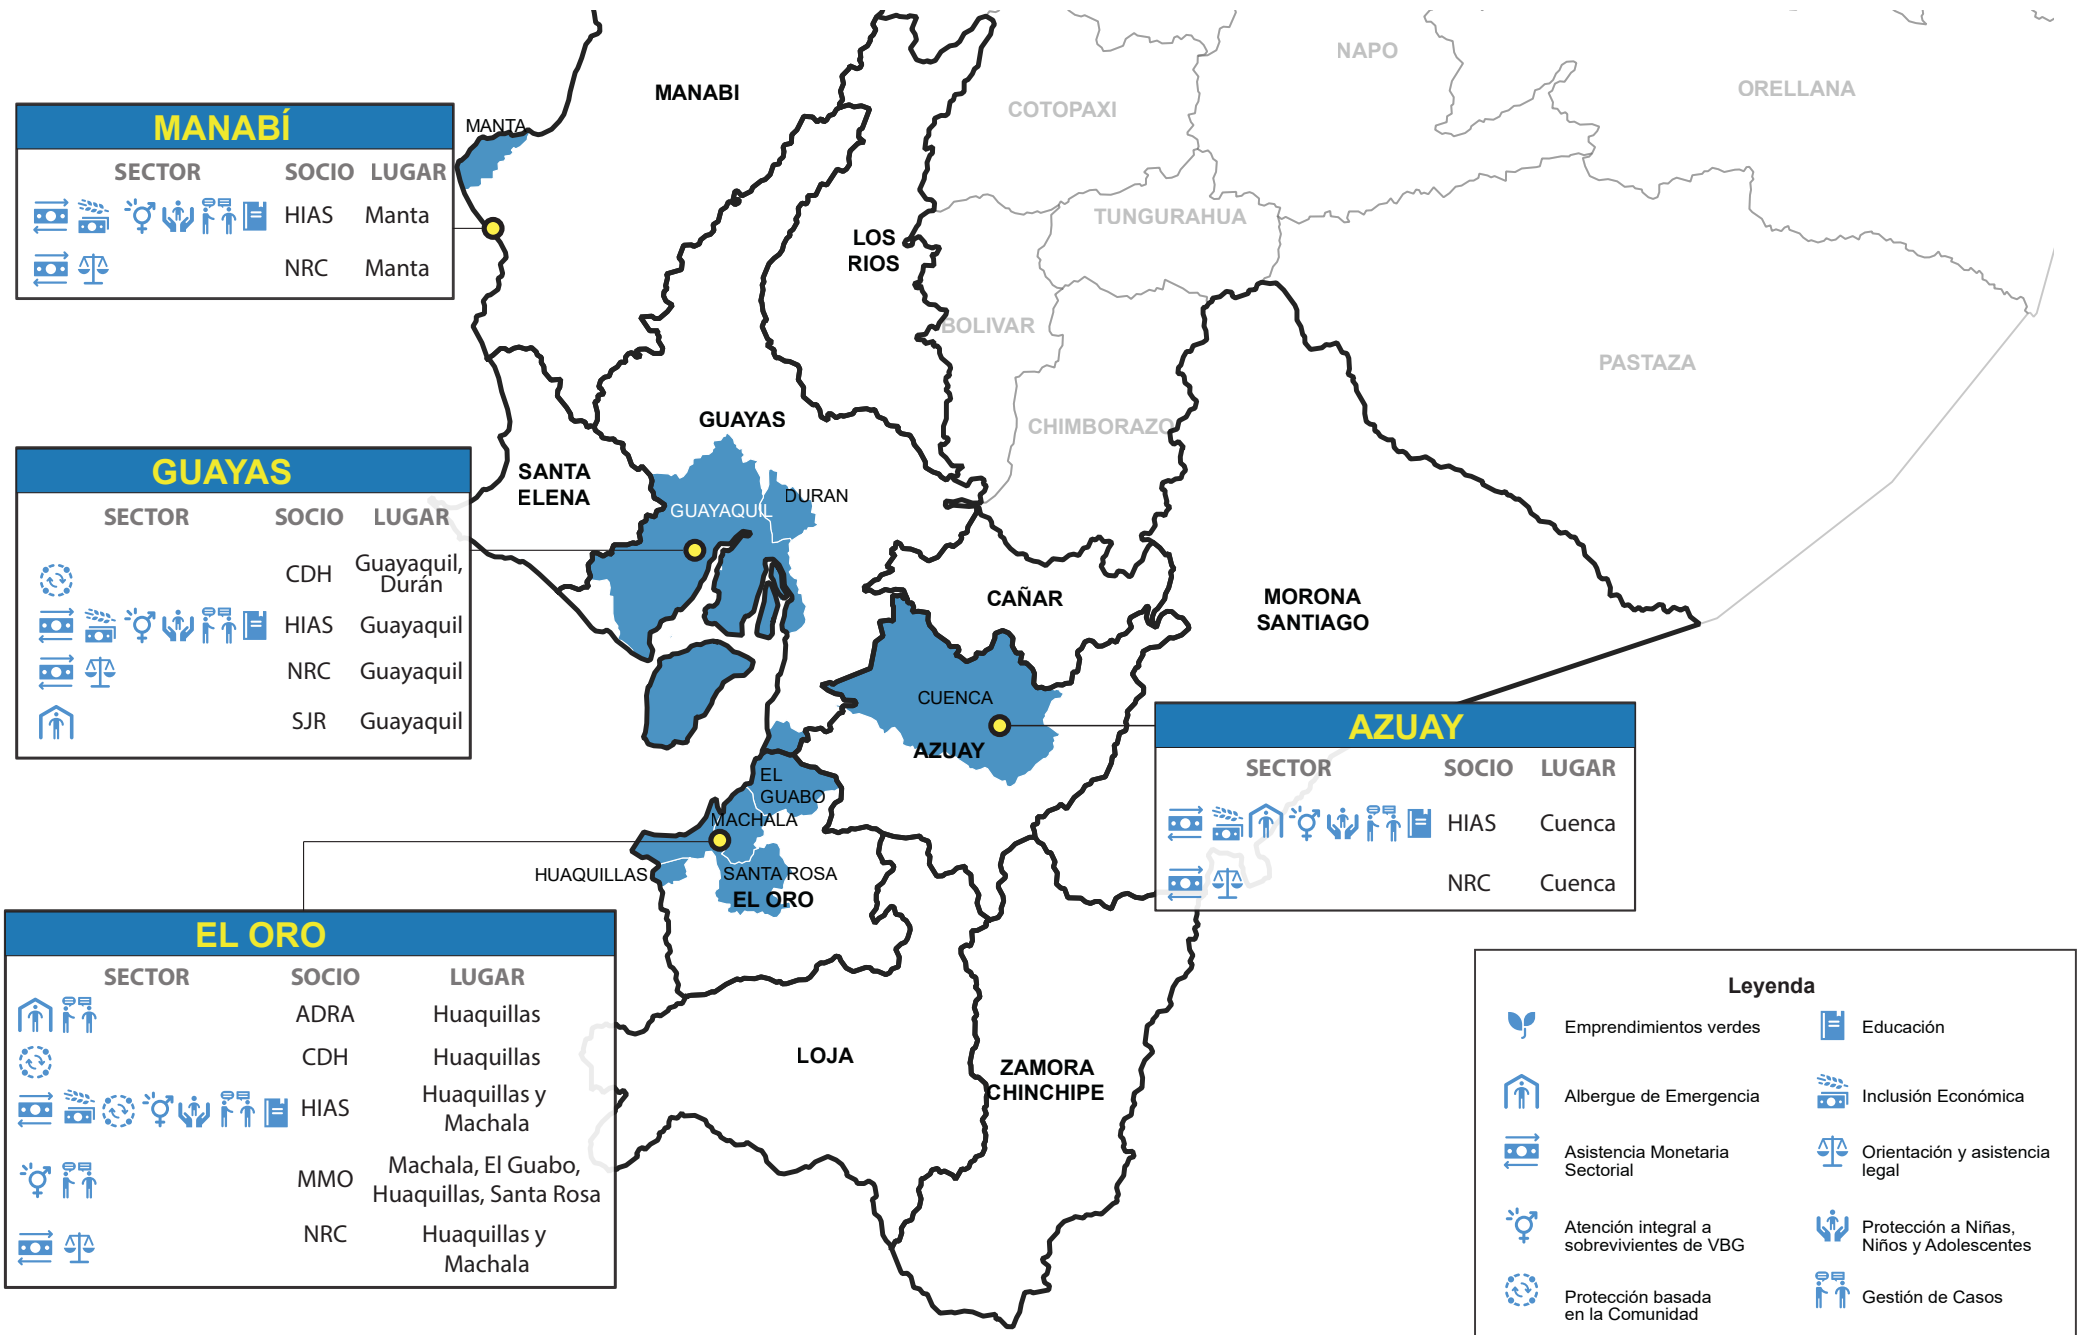 MANABI
COTOPAXI
NAPO
ORELLANA
MANTA
MANABÍ
SECTOR SOCIO LUGAR
HIAS Manta
NRC Manta
LOS
RIOS
TUNGURAHUA
BOLIVAR
PASTAZA
CHIMBORAZO
GUAYAS
SANTA
ELENA
GUAYAQUIL
DURAN
GUAYAS
SECTOR SOCIO LUGAR
CDH Guayaquil,
Durán
HIAS Guayaquil
NRC Guayaquil
SJR Guayaquil
CAÑAR
MORONA
SANTIAGO
CUENCA
AZUAY
AZUAY
SECTOR SOCIO LUGAR
HIAS Cuenca
NRC Cuenca
EL
GUABO
MACHALA
HUAQUILLAS
SANTA ROSA
EL ORO
EL ORO
SECTOR SOCIO LUGAR
ADRA Huaquillas
CDH Huaquillas
HIAS Huaquillas y
Machala
MMO Machala, El Guabo,
Huaquillas, Santa Rosa
NRC Huaquillas y
Machala
LOJA
ZAMORA
CHINCHIPE
Leyenda
Emprendimientos verdes
Educación
Albergue de Emergencia
Inclusión Económica
Asistencia Monetaria
Sectorial
Orientación y asistencia
legal
Atención integral a
sobrevivientes de VBG
Protección a Niñas,
Niños y Adolescentes
Protección basada
en la Comunidad
Gestión de Casos